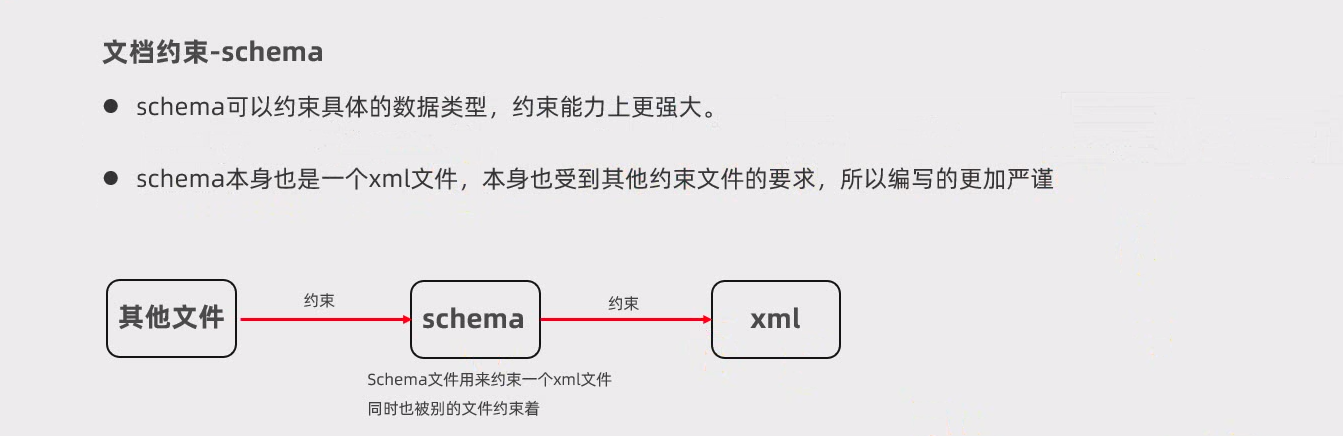 文档约束-schema
● schema可以约束具体的数据类型，约束能力上更强大。
● schema本身也是一个xml文件，本身也受到其他约束文件的要求，所以编写的更加严谨
其他文件
约束
schema
约束
xml
Schema文件用来约束一个xml文件
同时也被别的文件约束着